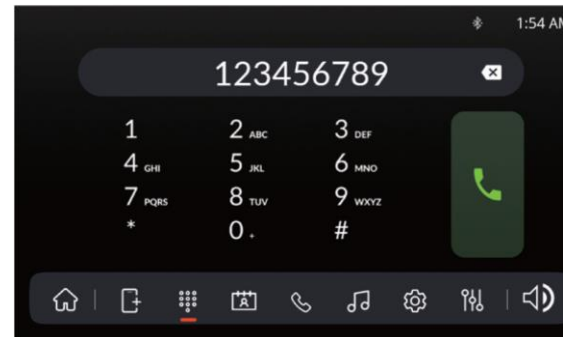 1:54 AM
123456789
1 2 ABC 3 DEF
4 GHI 5 JKL 6 MNO
7 PQRS 8 TUV 9 WXYZ
* 0 + #